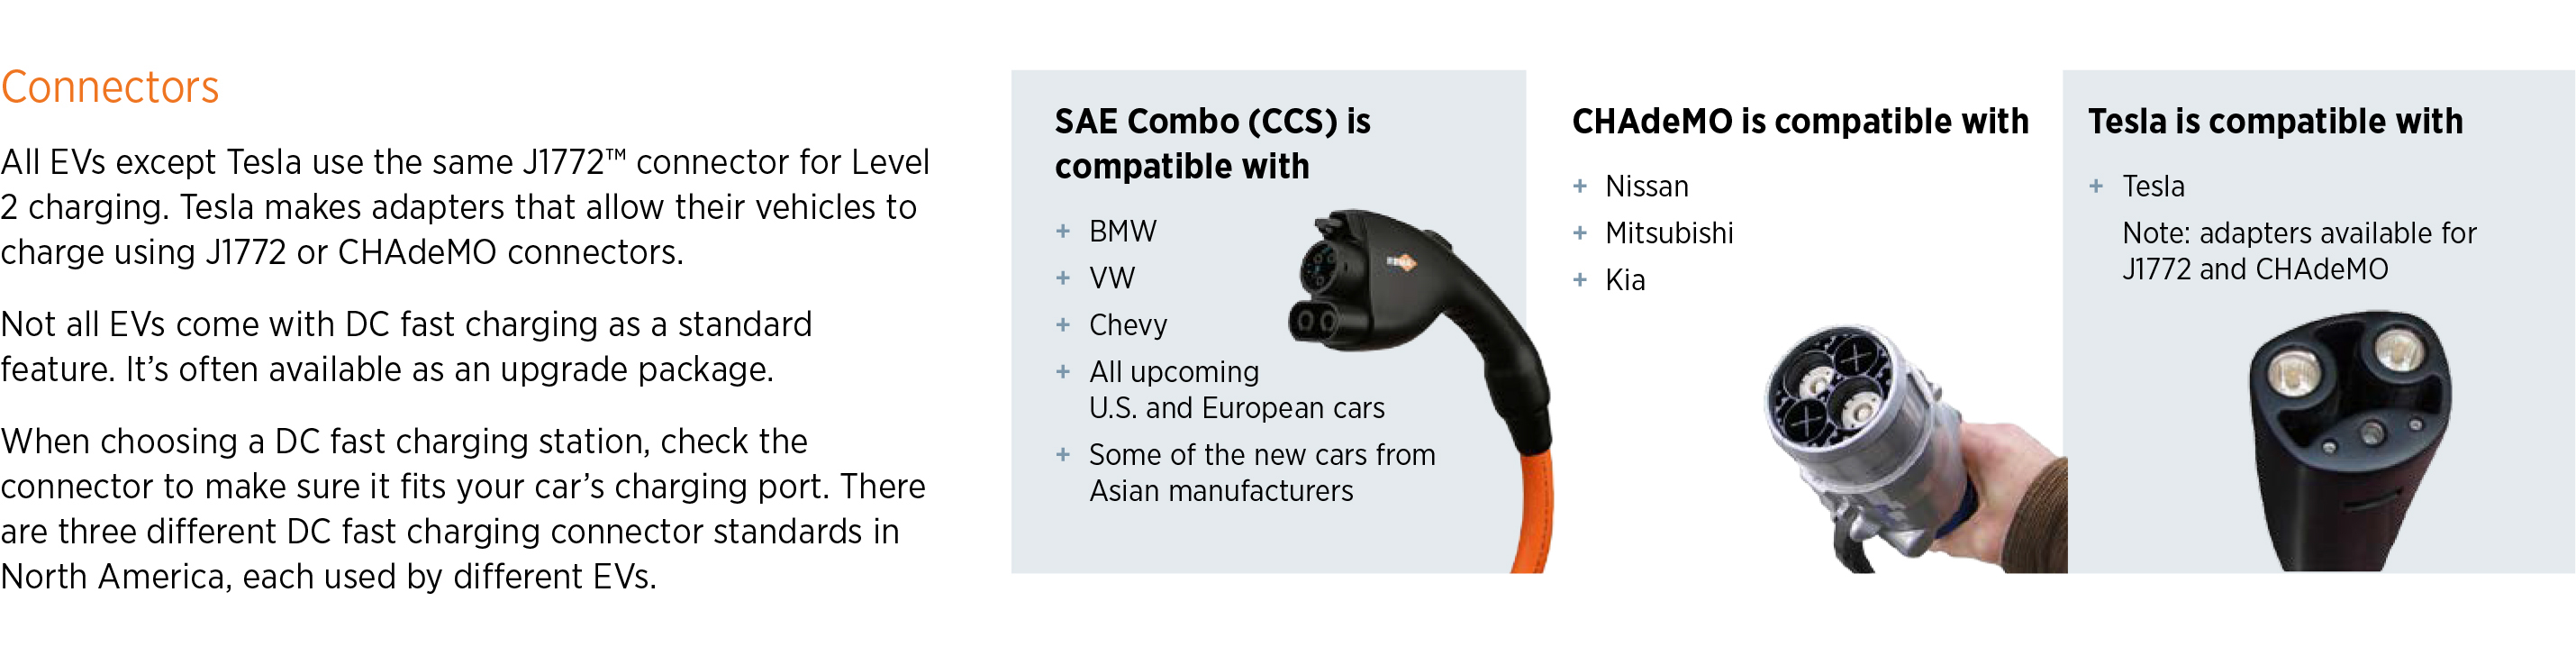 Connectors
All EVs except Tesla use the same J1772™ connector for Level
2 charging. Tesla makes adapters that allow their vehicles to
charge using J1772 or CHAdeMO connectors.
Not all EVs come with DC fast charging as a standard
feature. It’s often available as an upgrade package.
When choosing a DC fast charging station, check the
connector to make sure it fits your car’s charging port. There
are three different DC fast charging connector standards in
North America, each used by different EVs.
SAE Combo (CCS) is
compatible with
+ BMW
+ VW
+ Chevy
+ All upcoming
U.S. and European cars
+ Some of the new cars from
Asian manufacturers
CHAdeMO is compatible with
+ Nissan
+ Mitsubishi
+ Kia
Tesla is compatible with
+ Tesla
Note: adapters available for
J1772 and CHAdeMO